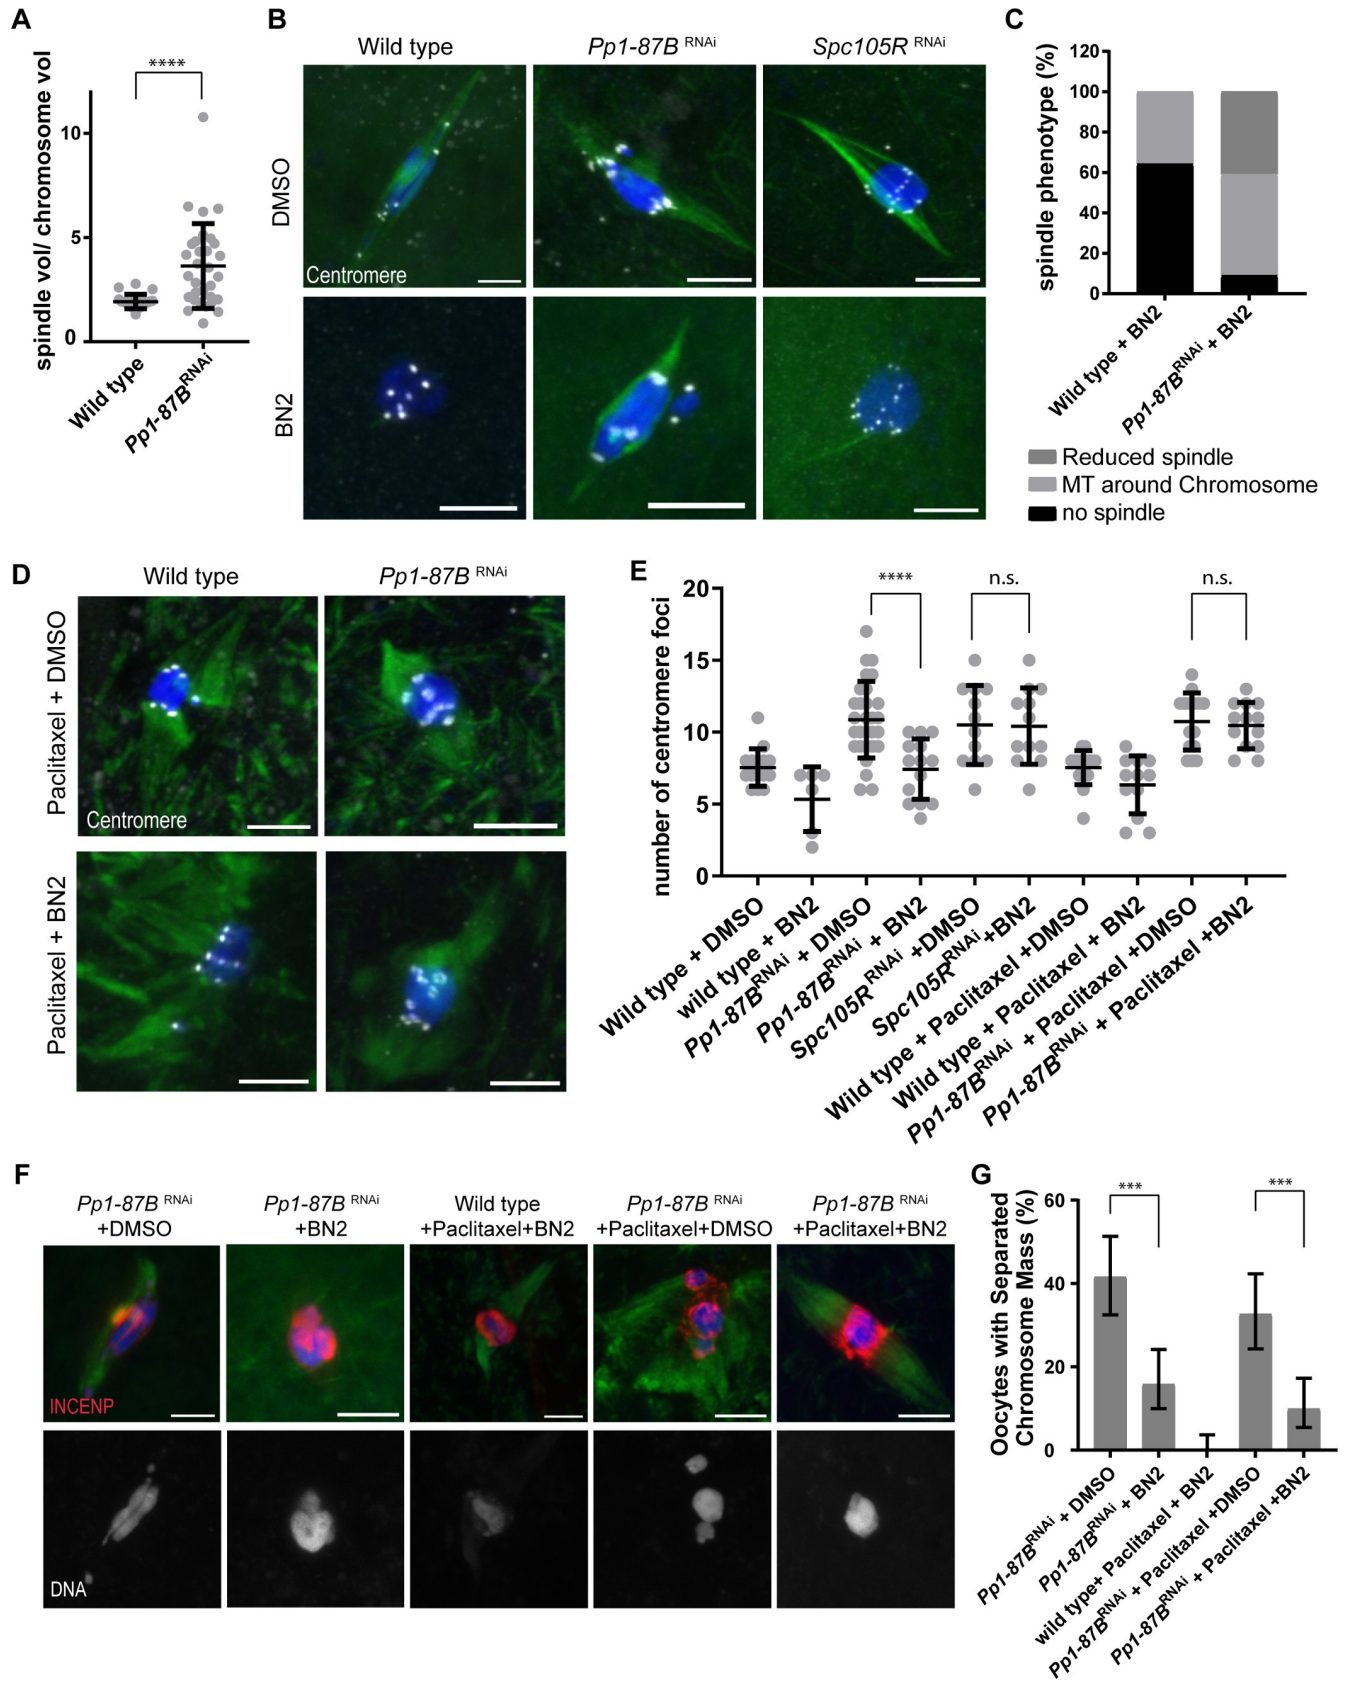 A
spindle vol/ chromosome vol
****
10
5
0
Wild type
Pp1-87B RNAi
B
Wild type
Pp1-87B RNAi
Spc105R RNAi
DMSO
Centromere
BN2
C
spindle phenotype (%)
120
100
80
60
40
20
0
Wild type + BN2
Pp1-87B RNAi + BN2
Reduced spindle
MT around Chromosome
no spindle
D
Wild type
Pp1-87B RNAi
Paclitaxel + DMSO
Centromere
Paclitaxel + BN2
E
number of centromere foci
20
15
10
5
0
****
n.s.
n.s.
Wild type + DMSO
wild type + BN2
Pp1-87B RNAi + DMSO
Pp1-87B RNAi + BN2
Spc105R RNAi +DMSO
Spc105R RNAi +BN2
Wild type + Paclitaxel +DMSO
Wild type + Paclitaxel + BN2
Pp1-87B RNAi + Paclitaxel +DMSO
Pp1-87B RNAi + Paclitaxel +BN2
F
Pp1-87B RNAi
+DMSO
Pp1-87B RNAi
+BN2
Wild type
+Paclitaxel+BN2
Pp1-87B RNAi
+Paclitaxel+DMSO
Pp1-87B RNAi
+Paclitaxel+BN2
INCENP
DNA
G
Oocytes with Separated
Chromosome Mass (%)
60
40
20
0
***
***
Pp1-87B RNAi + DMSO
Pp1-87B RNAi + BN2
wild type+ Paclitaxel + BN2
Pp1-87B RNAi + Paclitaxel +DMSO
Pp1-87B RNAi + Paclitaxel +BN2